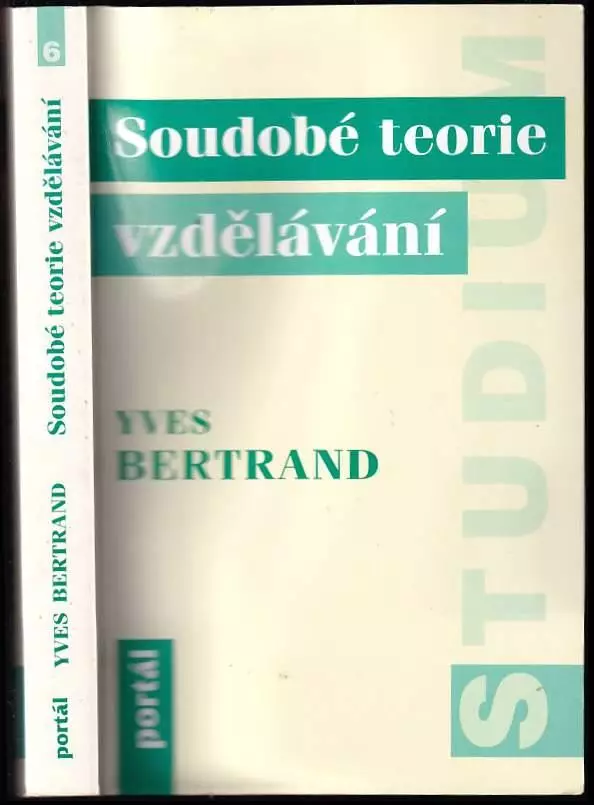 6
Soudobé teorie vzdělávání
YVES BERTRAND
portál
Soudobé teorie
vzdělávání
YVES
BERTRAND
portál
STUDIUM